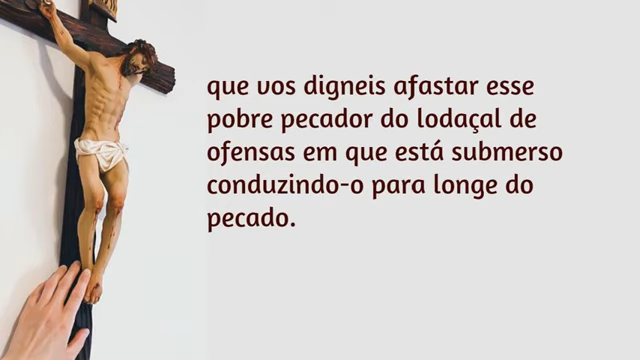 que vos digneis afastar esse
pobre pecador do lodaçal de
ofensas em que está submerso
conduzindo-o para longe do
pecado.